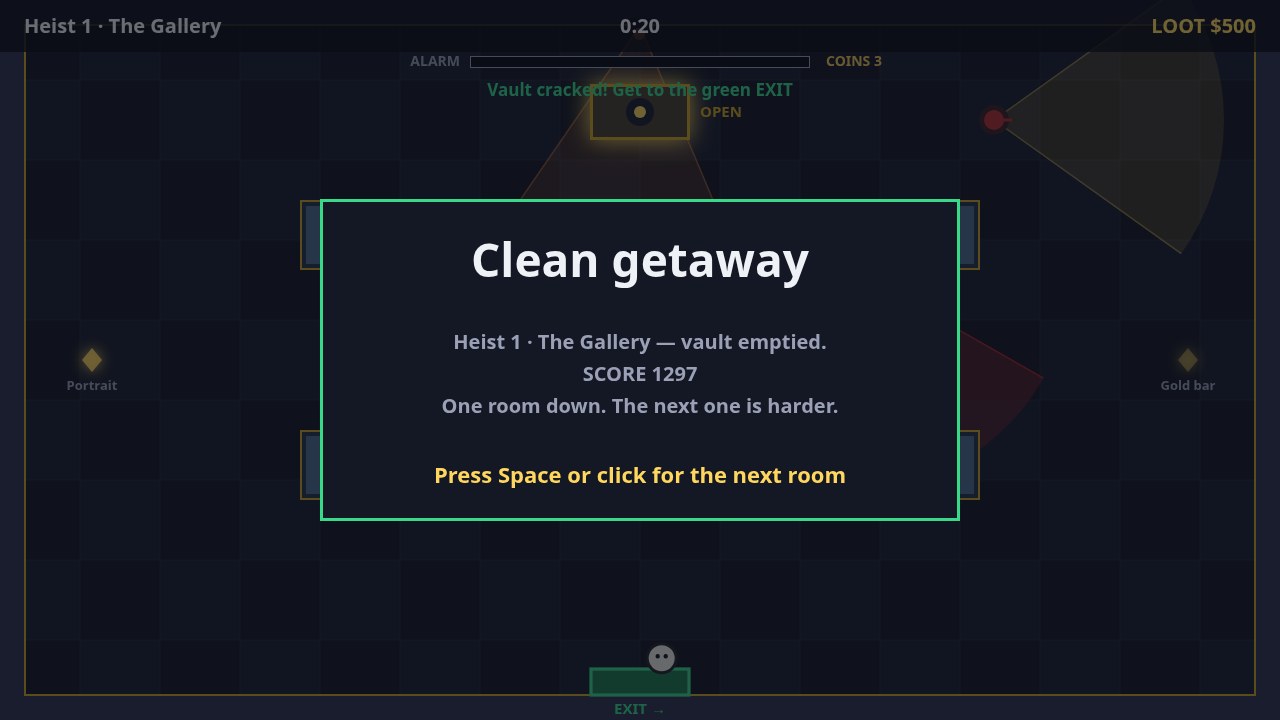 Heist 1 · The Gallery
0:20
LOOT $500
ALARM
COINS 3
Vault cracked! Get to the green EXIT
OPEN
Clean getaway
Heist 1 · The Gallery — vault emptied.
SCORE 1297
One room down. The next one is harder.
Press Space or click for the next room
Portrait
Gold bar
EXIT →